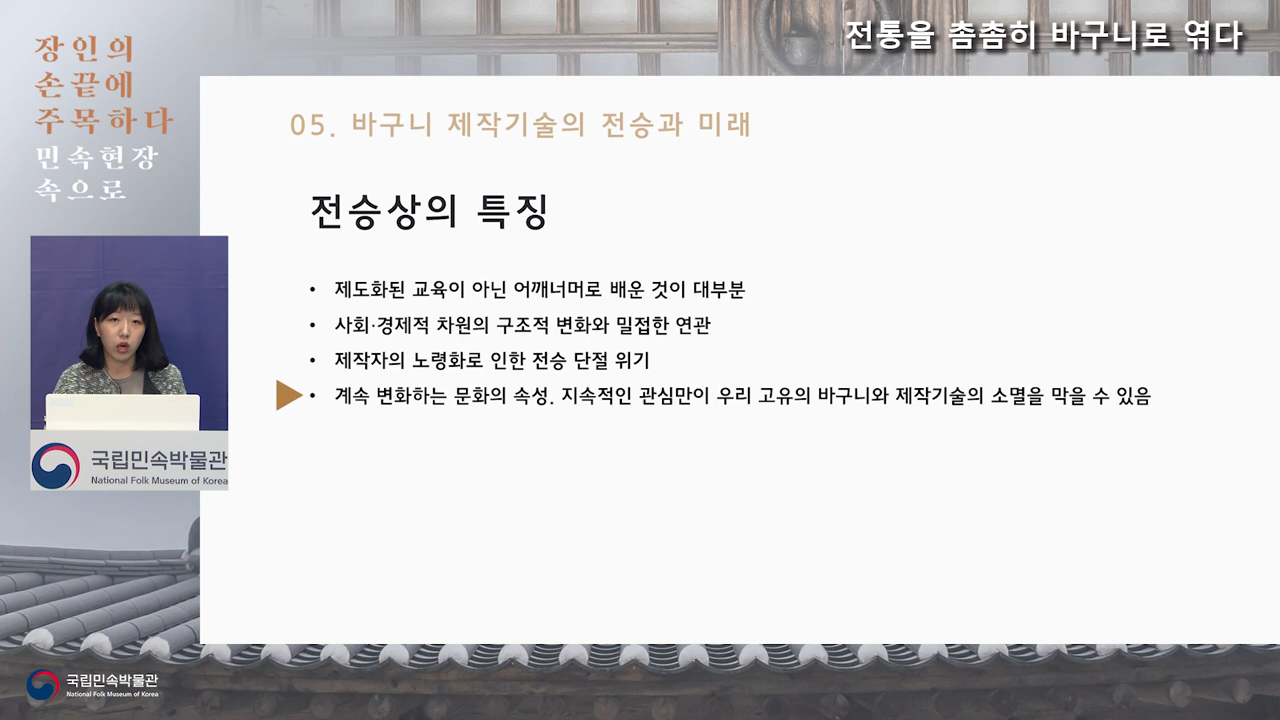 전통을 촘촘히 바구니로 엮다
장인의
손끝에
주목하다
민속현장
속으로
05. 바구니 제작기술의 전승과 미래
전승상의 특징
• 제도화된 교육이 아닌 어깨너머로 배운 것이 대부분
• 사회·경제적 차원의 구조적 변화와 밀접한 연관
• 제작자의 노령화로 인한 전승 단절 위기
• 계속 변화하는 문화의 속성. 지속적인 관심만이 우리 고유의 바구니와 제작기술의 소멸을 막을 수 있음
국립민속박물관
National Folk Museum of Korea
국립민속박물관
National Folk Museum of Korea